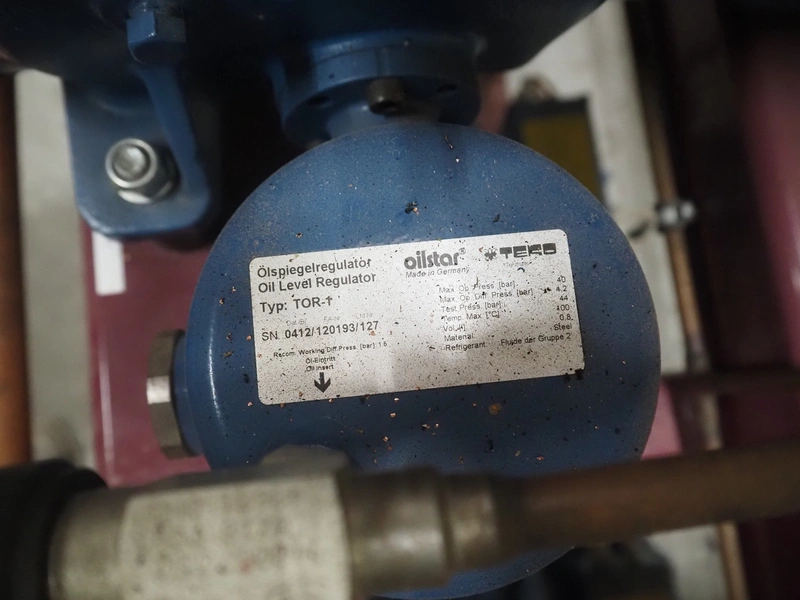 Ölspiegelregulator
Oil Level Regulator
Typ: TOR-1
SN. 0412/120193/127
Recom. Working Diff.Press. [bar]: 1.5
Öl-Eintritt
Oil Insert
oilstar®
Made in Germany
Max. Op. Press. [bar] 40
Max. Op. Diff. Press. [bar] 4.2
Test Press. [bar] 44
Temp. Max. [°C] 100
Vol. [l] 0.8
Material Steel
Refrigerant Fluide der Gruppe 2